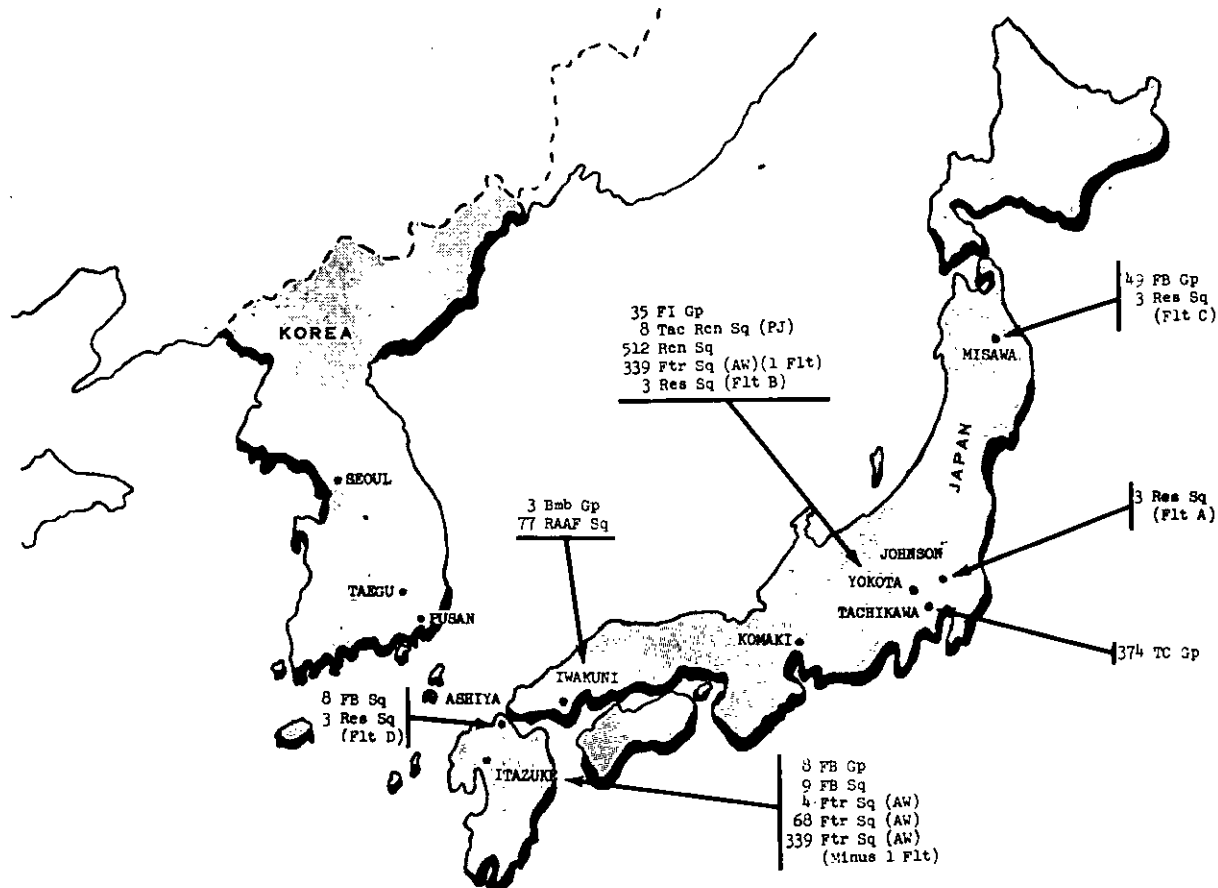 49 FB Gp
3 Res Sq
(Flt C)
MISAWA
35 FI Gp
8 Tac Rcn Sq (PJ)
512 Rcn Sq
339 Ftr Sq (AW)(1 Flt)
3 Res Sq (Flt B)
KOREA
JAPAN
SEOUL
3 Bmb Gp
77 RAAF Sq
3 Res Sq
(Flt A)
JOHNSON
YOKOTA
TACHIKAWA
TAEGU
PUSAN
KOMAKI
374 TC Gp
IWAKUNI
ASHIYA
8 FB Sq
3 Res Sq
(Flt D)
ITAZUKE
8 FB Gp
9 FB Sq
4 Ftr Sq (AW)
68 Ftr Sq (AW)
339 Ftr Sq (AW)
(Minus 1 Flt)